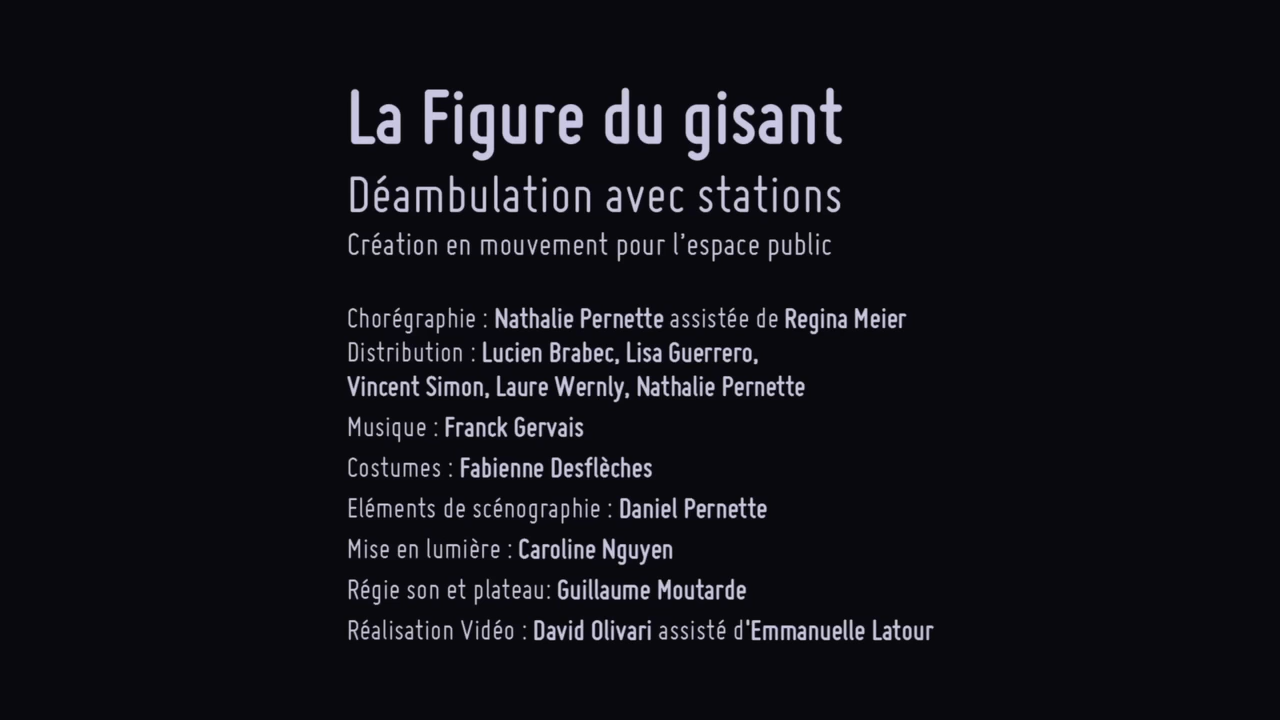 La Figure du gisant
Déambulation avec stations
Création en mouvement pour l’espace public
Chorégraphie : Nathalie Pernette assistée de Regina Meier
Distribution : Lucien Brabec, Lisa Guerrero,
Vincent Simon, Laure Wernly, Nathalie Pernette
Musique : Franck Gervais
Costumes : Fabienne Desflèches
Eléments de scénographie : Daniel Pernette
Mise en lumière : Caroline Nguyen
Régie son et plateau: Guillaume Moutarde
Réalisation Vidéo : David Olivari assisté d'Emmanuelle Latour